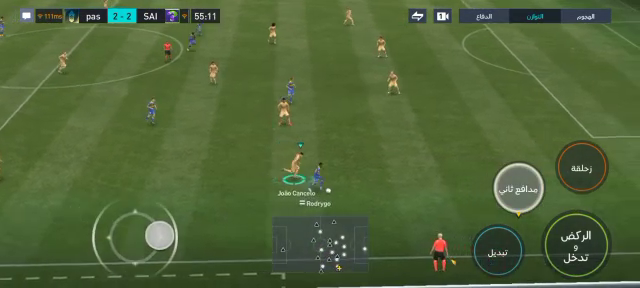 111ms pas 2 - 2 SAI 55:11
الدفاع التوازن الهجوم
1
João Cancelo
Rodrygo
زحلقة
مدافع ثاني
الركض
و
تدخل
تبديل